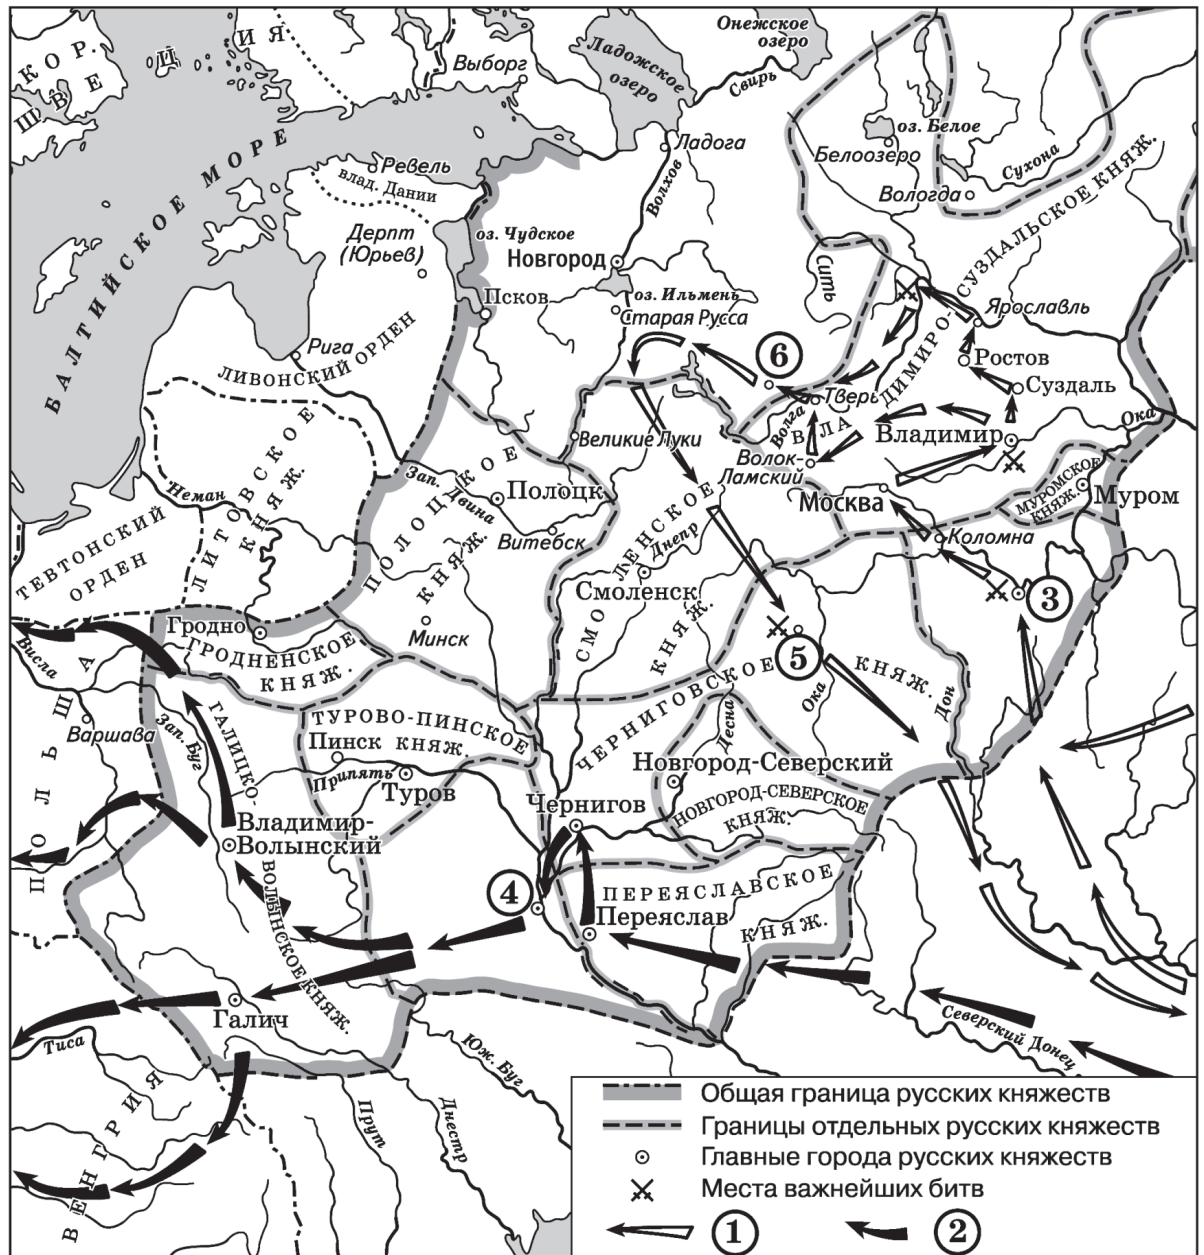 КОР.
ШВЕДИЯ
Выборг
Ладожское
озеро
Онежское
озеро
Свирь
оз. Белое
Белоозеро
Вологда
Сухона
Ладога
Волхов
Ревель
влад. Дании
БАЛТИЙСКОЕ МОРЕ
Дерпт
(Юрьев)
оз. Чудское
Новгород
Псков
оз. Ильмень
Старая Русса
Сить
ВЛАДИМИРО-СУЗДАЛЬСКОЕ КНЯЖ.
Ярославль
Ростов
Суздаль
Рига
ЛИВОНСКИЙ ОРДЕН
6
Тверь
Волга
Владимир
Ока
Великие Луки
Волок-
Ламский
Москва
МУРОМСКОЕ
КНЯЖ.
Муром
Коломна
3
Неман
Зап. Двина
Полоцк
Витебск
ПОЛОЦКОЕ
КНЯЖ.
ЛИТОВСКОЕ
КНЯЖ.
ТЕВТОНСКИЙ
ОРДЕН
Днепр
Смоленск
СМОЛЕНСКОЕ
КНЯЖ.
Минск
Гродно
ГРОДНЕНСКОЕ
КНЯЖ.
5
Висла
ПОЛЬША
Варшава
Зап. Буг
ГАЛИЦКО-
ВОЛЫНСКОЕ КНЯЖ.
ТУРОВО-ПИНСКОЕ
КНЯЖ.
Пинск
Припять
Туров
ЧЕРНИГОВСКОЕ
КНЯЖ.
Ока
Дон
Десна
Новгород-Северский
НОВГОРОД-СЕВЕРСКОЕ
КНЯЖ.
Чернигов
Владимир-
Волынский
4
ПЕРЕЯСЛАВСКОЕ
КНЯЖ.
Переяслав
Галич
Тиса
Северский Донец
Юж. Буг
Днестр
Прут
ВЕНГРИЯ
Общая граница русских княжеств
Границы отдельных русских княжеств
Главные города русских княжеств
Места важнейших битв
1
2